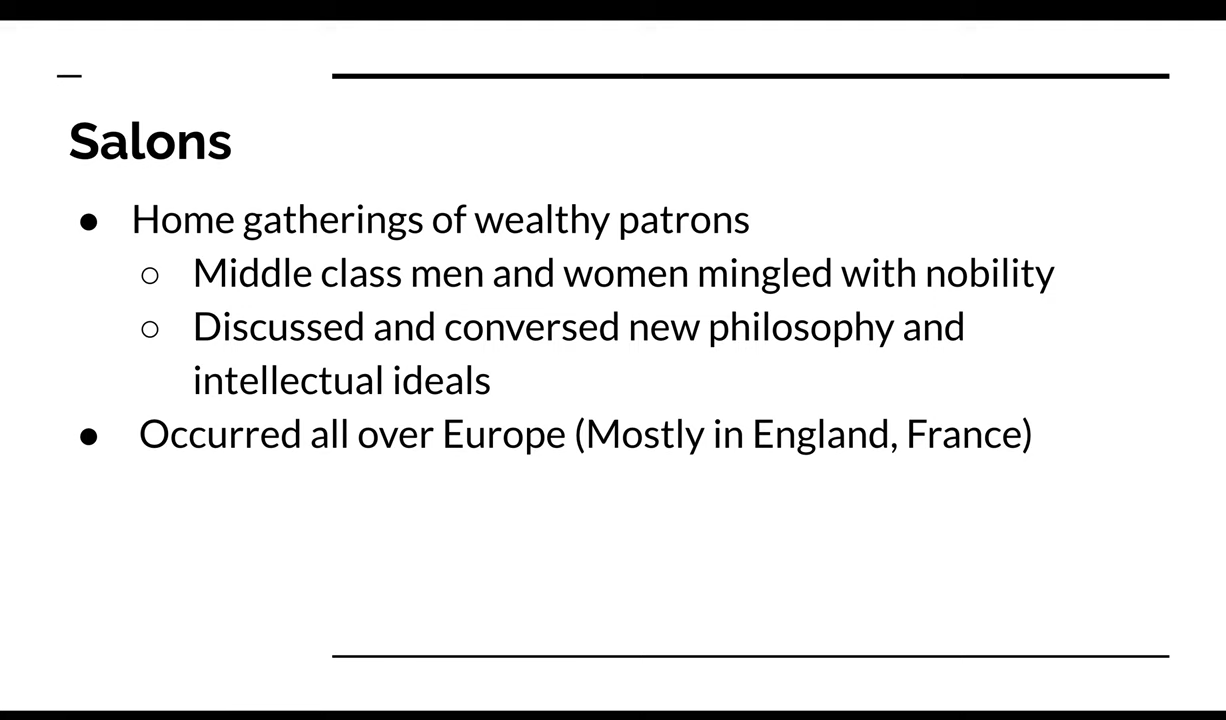 Salons
● Home gatherings of wealthy patrons
○ Middle class men and women mingled with nobility
○ Discussed and conversed new philosophy and
intellectual ideals
● Occurred all over Europe (Mostly in England, France)